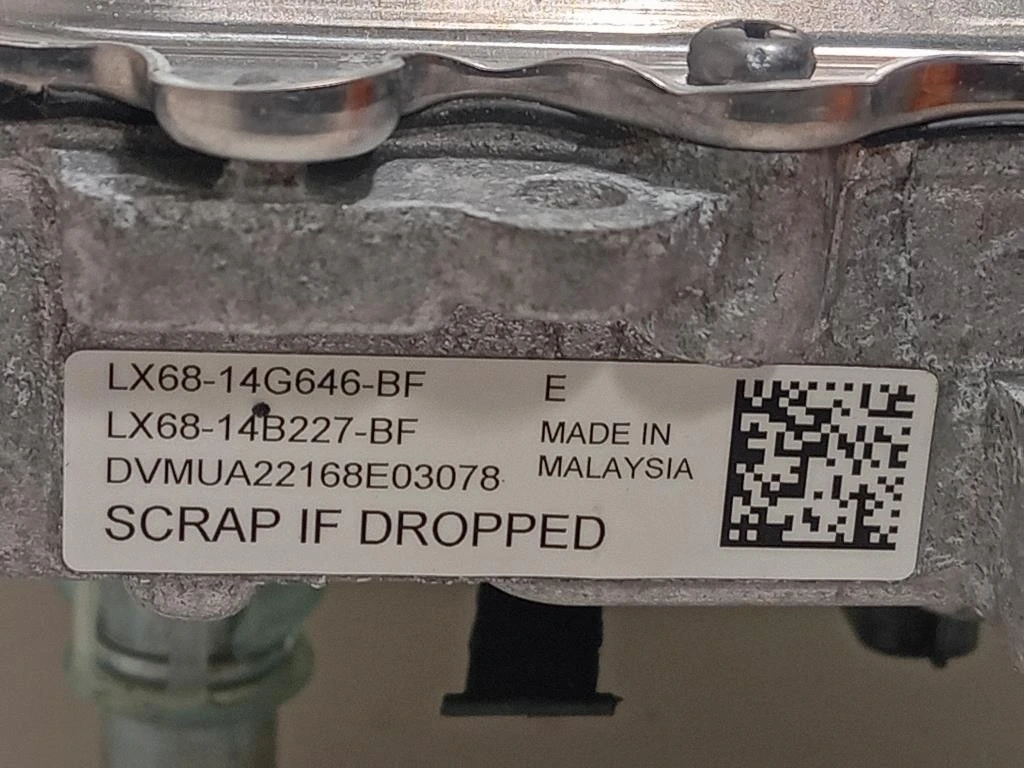 LX68-14G646-BF
LX68-14B227-BF
DVMUA22168E03078
SCRAP IF DROPPED
E
MADE IN
MALAYSIA